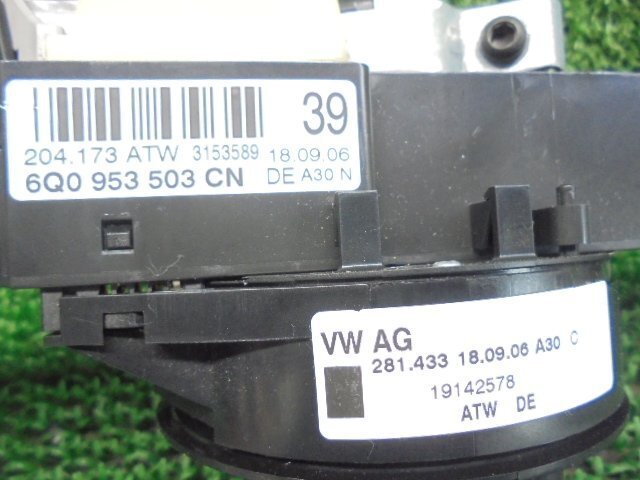 39
204.173 ATW 3153589 18.09.06
6Q0 953 503 CN DE A30 N
VW AG
281.433 18.09.06 A30 C
19142578
ATW DE